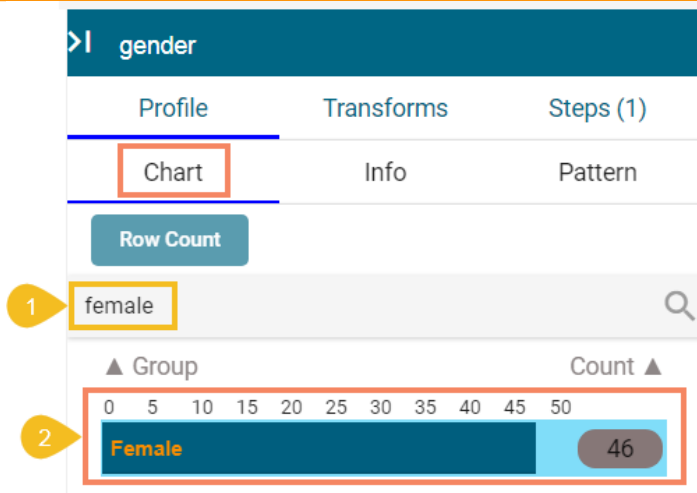 gender
Profile Transforms Steps (1)
Chart Info Pattern
Row Count
1 female
▲ Group Count ▲
0 5 10 15 20 25 30 35 40 45 50
2 Female 46